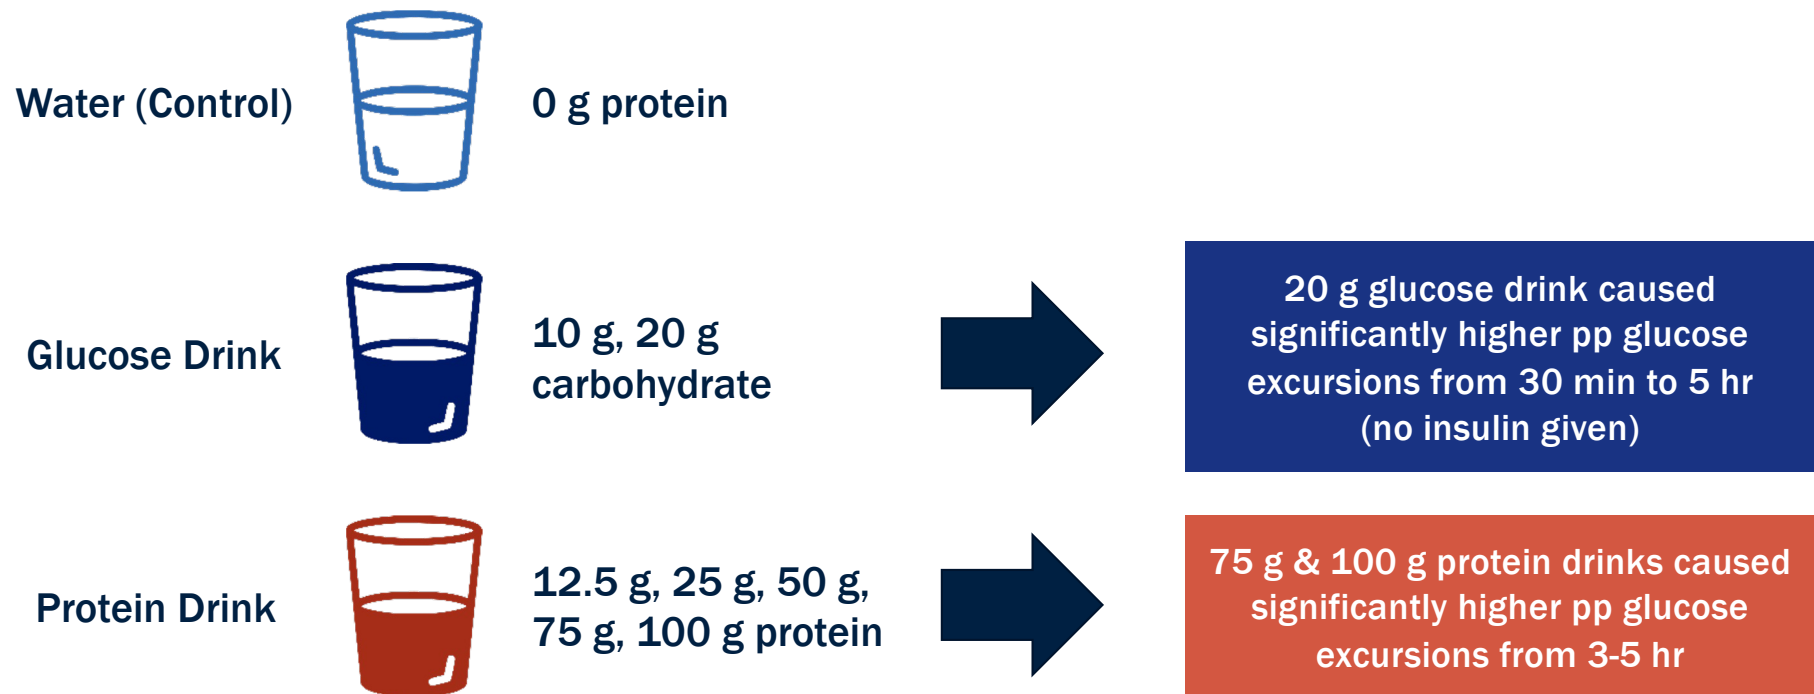 Water (Control)
0 g protein
Glucose Drink
10 g, 20 g
carbohydrate
20 g glucose drink caused
significantly higher pp glucose
excursions from 30 min to 5 hr
(no insulin given)
Protein Drink
12.5 g, 25 g, 50 g,
75 g, 100 g protein
75 g & 100 g protein drinks caused
significantly higher pp glucose
excursions from 3-5 hr